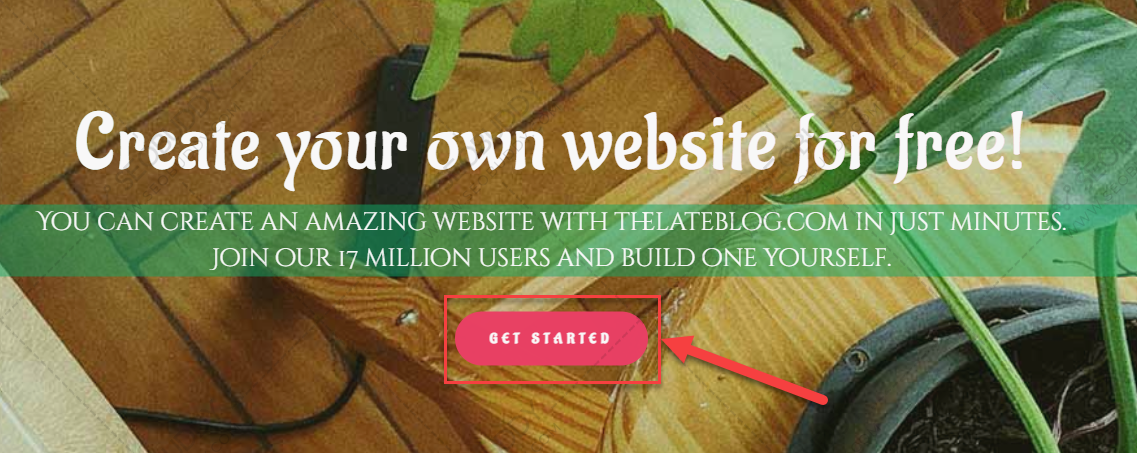 Create your own website for free!
YOU CAN CREATE AN AMAZING WEBSITE WITH THELATEBLOG.COM IN JUST MINUTES.
JOIN OUR 17 MILLION USERS AND BUILD ONE YOURSELF.
GET STARTED